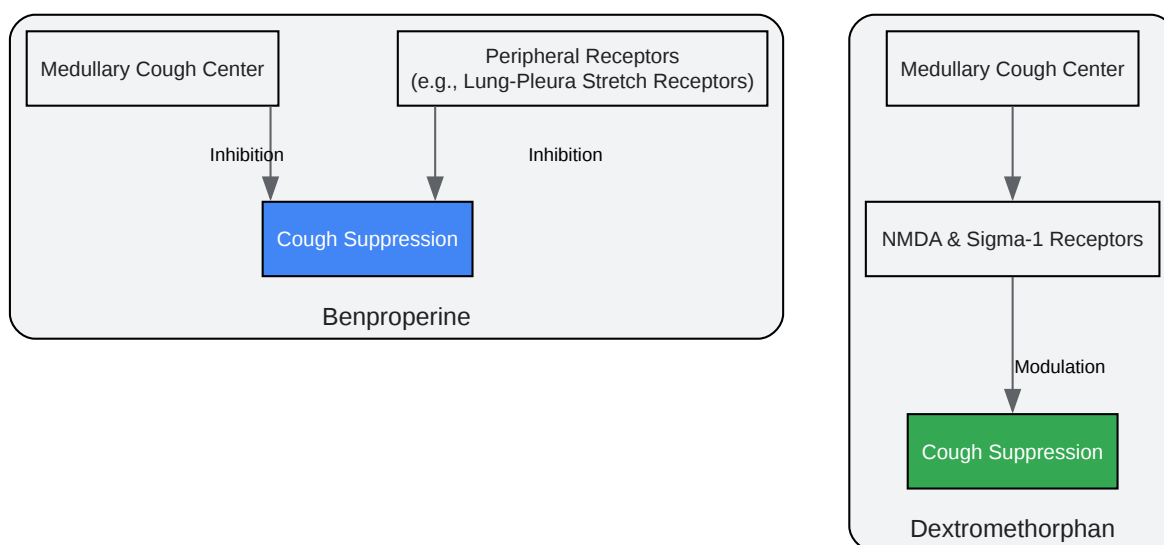 Medullary Cough Center
Peripheral Receptors
(e.g., Lung-Pleura Stretch Receptors)
Inhibition
Inhibition
Cough Suppression
Benproperine
Medullary Cough Center
NMDA & Sigma-1 Receptors
Modulation
Cough Suppression
Dextromethorphan